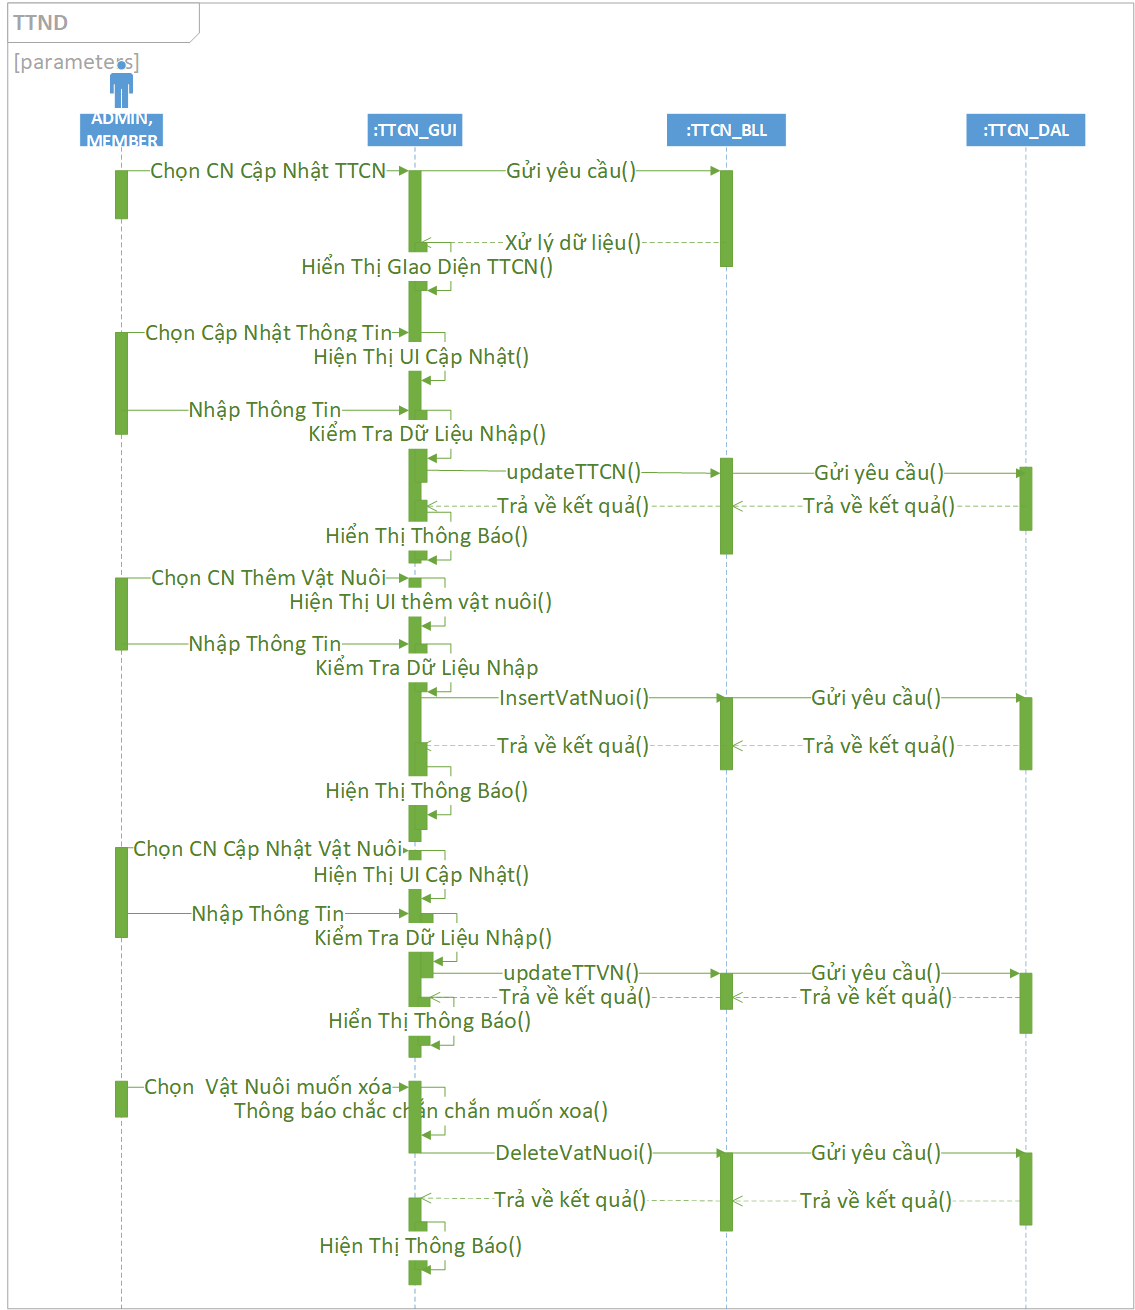 TTND
[parameters]
ADMIN,
MEMBER
:TTCN_GUI
:TTCN_BLL
:TTCN_DAL
Chọn CN Cập Nhật TTCN
Gửi yêu cầu()
Xử lý dữ liệu()
Hiển Thị GIao Diện TTCN()
Chọn Cập Nhật Thông Tin
Hiện Thị UI Cập Nhật()
Nhập Thông Tin
Kiểm Tra Dữ Liệu Nhập()
updateTTCN()
Gửi yêu cầu()
Trả về kết quả()
Trả về kết quả()
Hiển Thị Thông Báo()
Chọn CN Thêm Vật Nuôi
Hiện Thị UI thêm vật nuôi()
Nhập Thông Tin
Kiểm Tra Dữ Liệu Nhập
InsertVatNuoi()
Gửi yêu cầu()
Trả về kết quả()
Trả về kết quả()
Hiện Thị Thông Báo()
Chọn CN Cập Nhật Vật Nuôi
Hiện Thị UI Cập Nhật()
Nhập Thông Tin
Kiểm Tra Dữ Liệu Nhập()
updateTTVN()
Gửi yêu cầu()
Trả về kết quả()
Trả về kết quả()
Hiển Thị Thông Báo()
Chọn  Vật Nuôi muốn xóa
Thông báo chắc chắn chắn muốn xoa()
DeleteVatNuoi()
Gửi yêu cầu()
Trả về kết quả()
Trả về kết quả()
Hiện Thị Thông Báo()